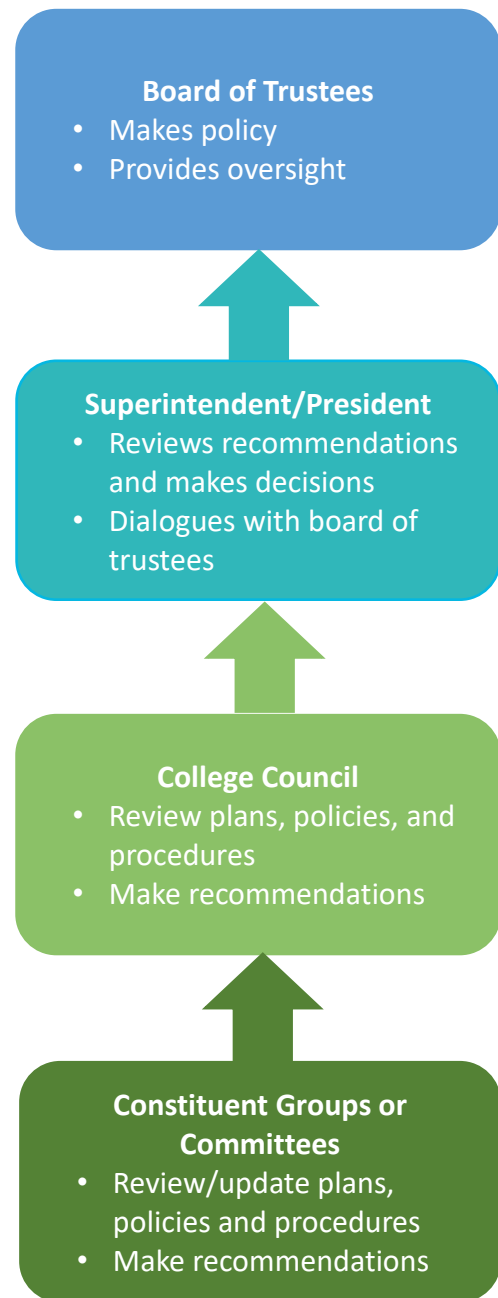 Board of Trustees
• Makes policy
• Provides oversight
Superintendent/President
• Reviews recommendations
and makes decisions
• Dialogues with board of
trustees
College Council
• Review plans, policies, and
procedures
• Make recommendations
Constituent Groups or
Committees
• Review/update plans,
policies and procedures
• Make recommendations